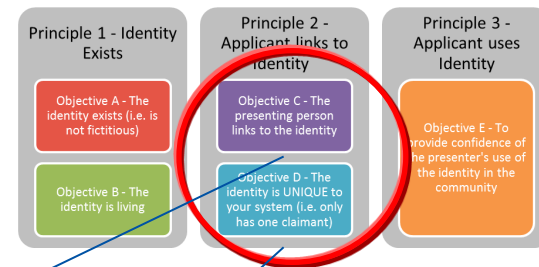 Principle 1 - Identity
Exists
Objective A - The
identity exists (i.e. is
not fictitious)
Objective B - The
identity is living
Principle 2 -
Applicant links to
Identity
Objective C - The
presenting person
links to the identity
Objective D - The
identity is UNIQUE to
your system (i.e. only
has one claimant)
Principle 3 -
Applicant uses
Identity
Objective E - To
provide confidence of
the presenter's use of
the identity in the
community